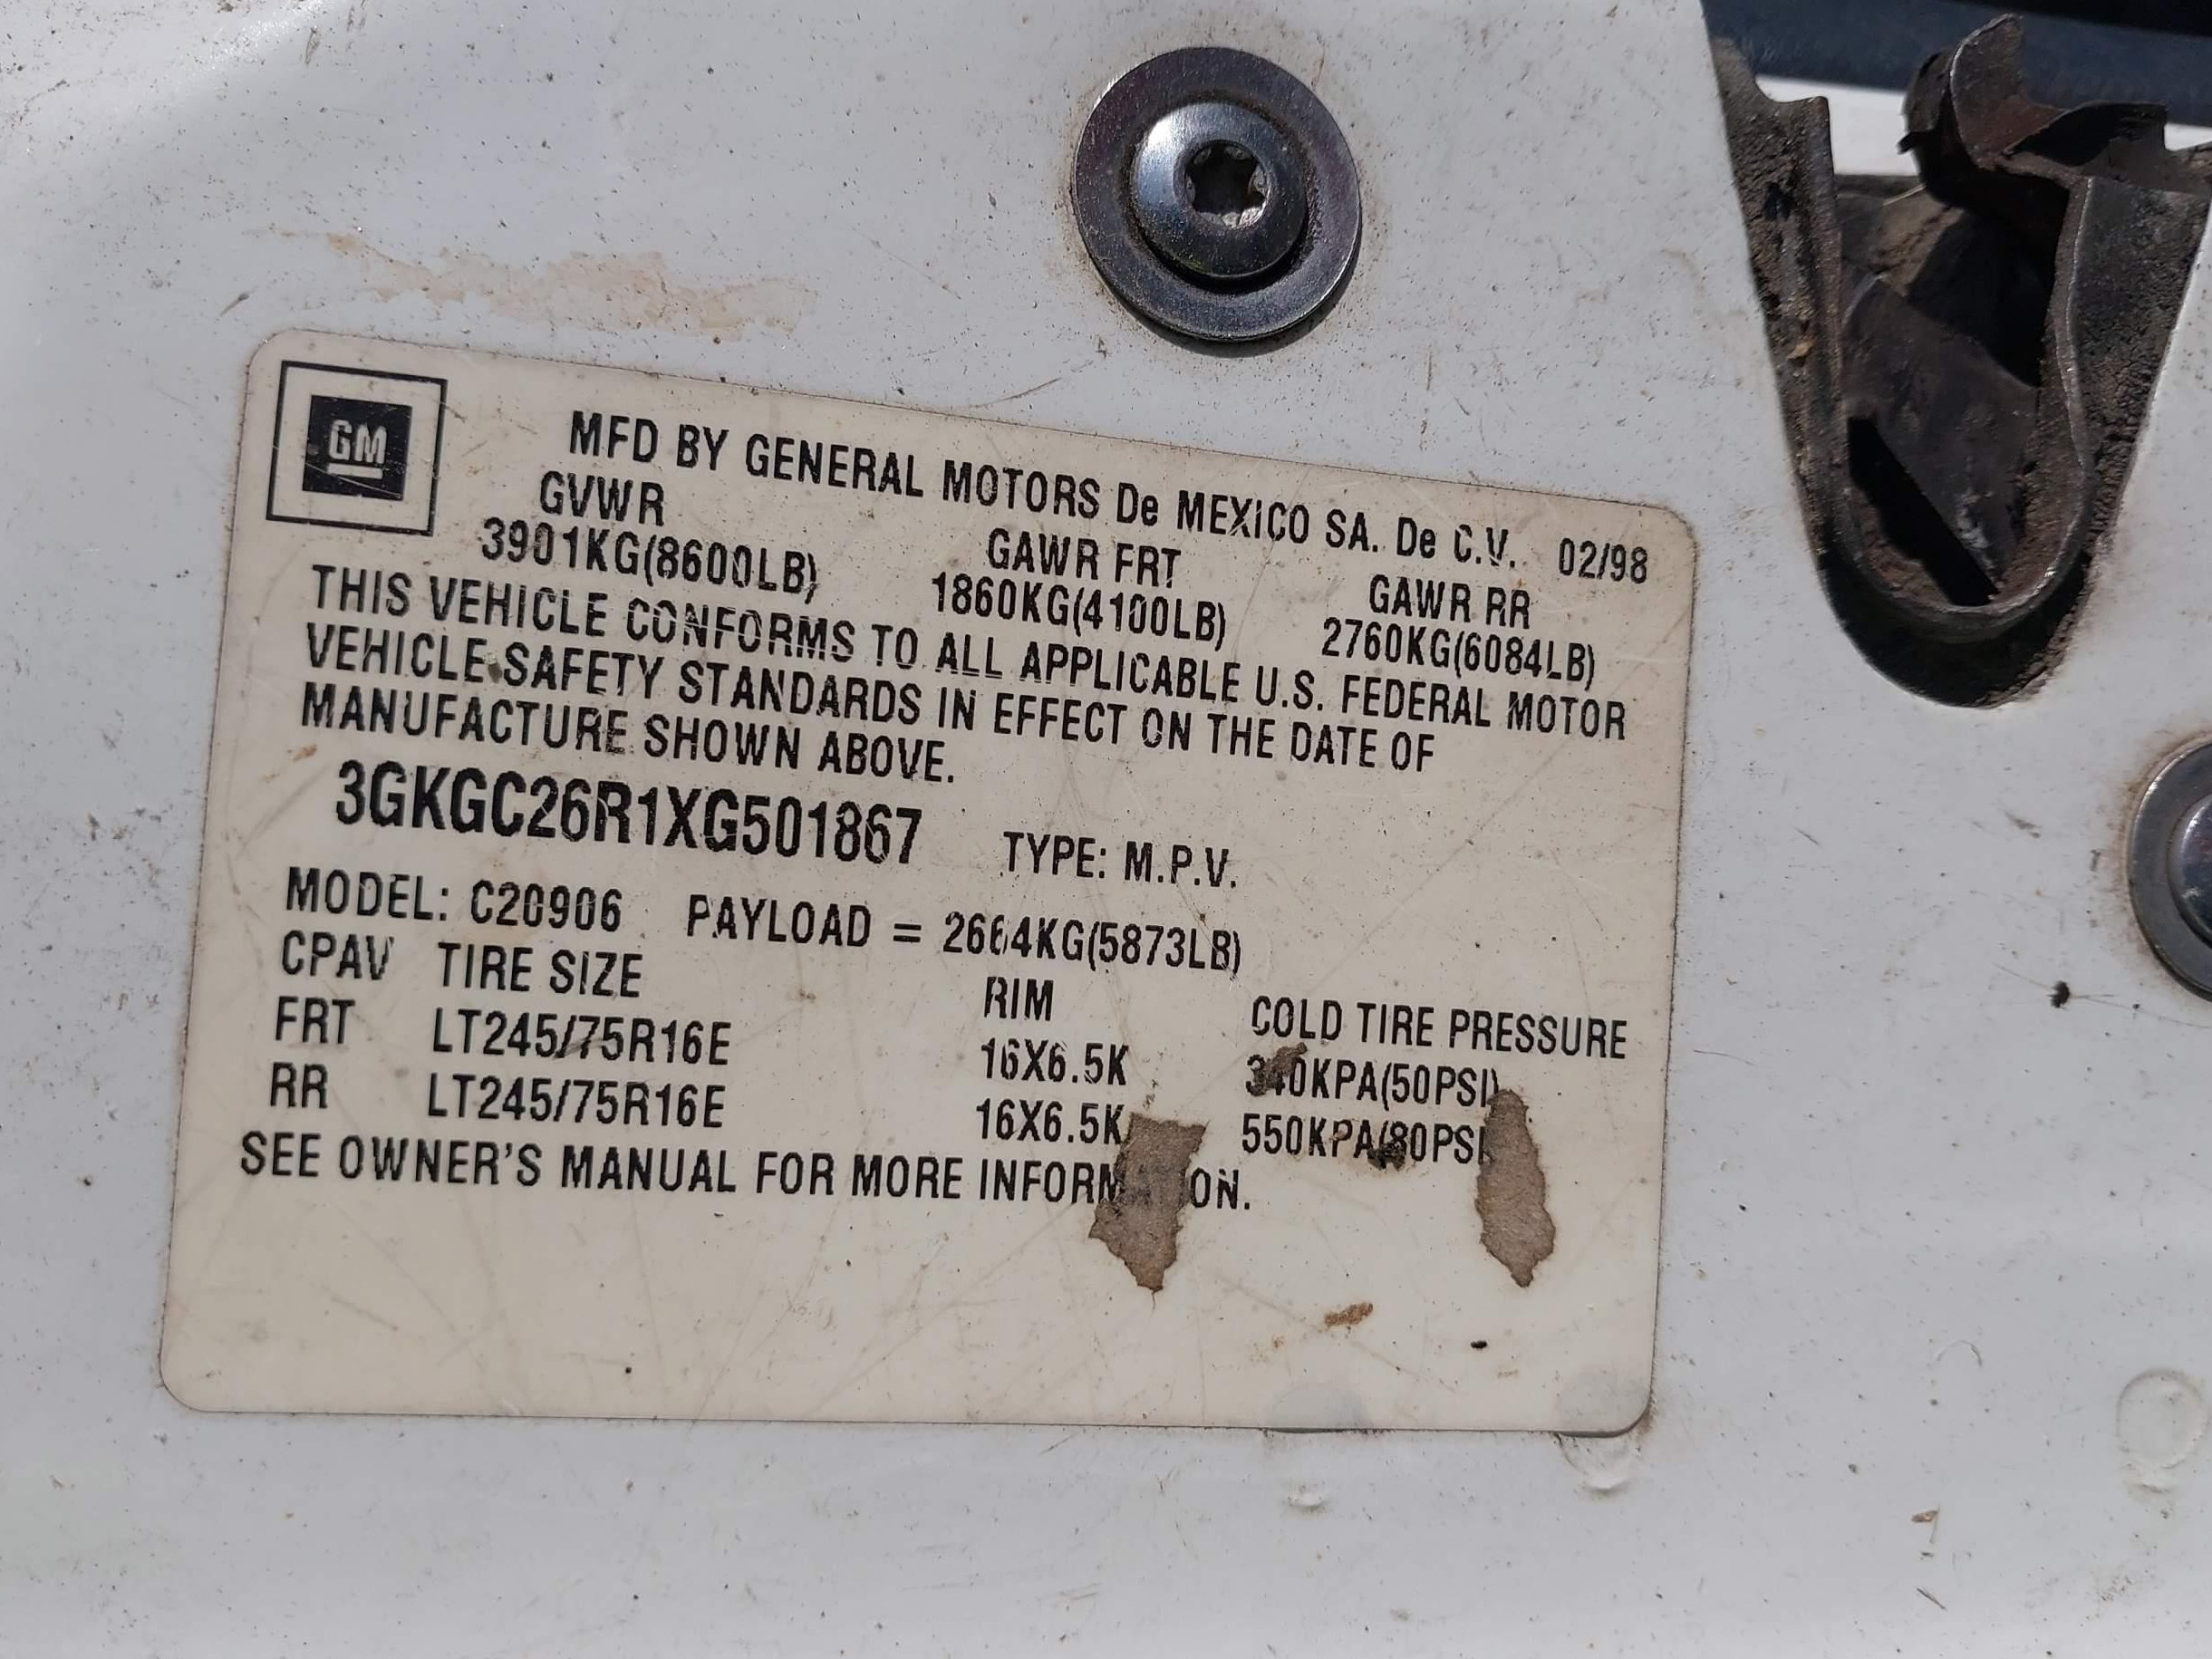 GM
MFD BY GENERAL MOTORS De MEXICO SA. De C.V. 02/98
GVWR GAWR FRT GAWR RR
3901KG(8600LB) 1860KG(4100LB) 2760KG(6084LB)
THIS VEHICLE CONFORMS TO ALL APPLICABLE U.S. FEDERAL MOTOR
VEHICLE SAFETY STANDARDS IN EFFECT ON THE DATE OF
MANUFACTURE SHOWN ABOVE.
3GKGC26R1XG501867 TYPE: M.P.V.
MODEL: C20906 PAYLOAD = 2664KG(5873LB)
CPAV TIRE SIZE RIM COLD TIRE PRESSURE
FRT LT245/75R16E 16X6.5K 340KPA(50PSI)
RR LT245/75R16E 16X6.5K 550KPA(80PSI
SEE OWNER'S MANUAL FOR MORE INFORMATION.